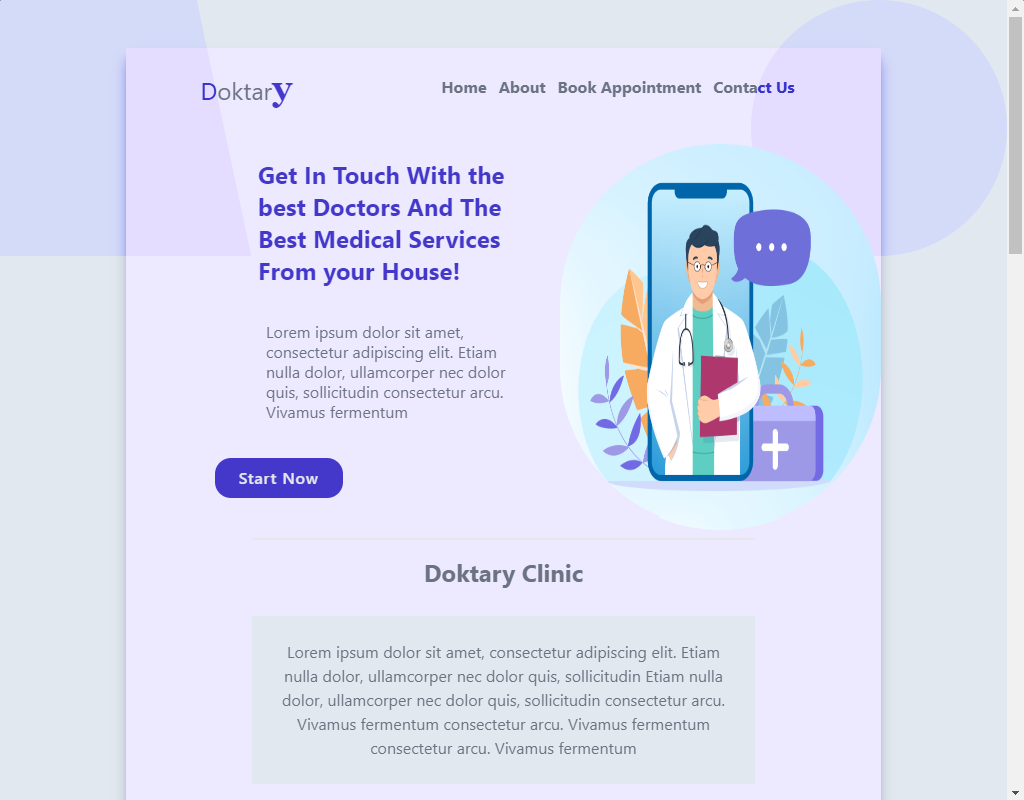 Doktary
Home About Book Appointment Contact Us
Get In Touch With the
best Doctors And The
Best Medical Services
From your House!
Lorem ipsum dolor sit amet,
consectetur adipiscing elit. Etiam
nulla dolor, ullamcorper nec dolor
quis, sollicitudin consectetur arcu.
Vivamus fermentum
Start Now
Doktary Clinic
Lorem ipsum dolor sit amet, consectetur adipiscing elit. Etiam
nulla dolor, ullamcorper nec dolor quis, sollicitudin Etiam nulla
dolor, ullamcorper nec dolor quis, sollicitudin consectetur arcu.
Vivamus fermentum consectetur arcu. Vivamus fermentum
consectetur arcu. Vivamus fermentum